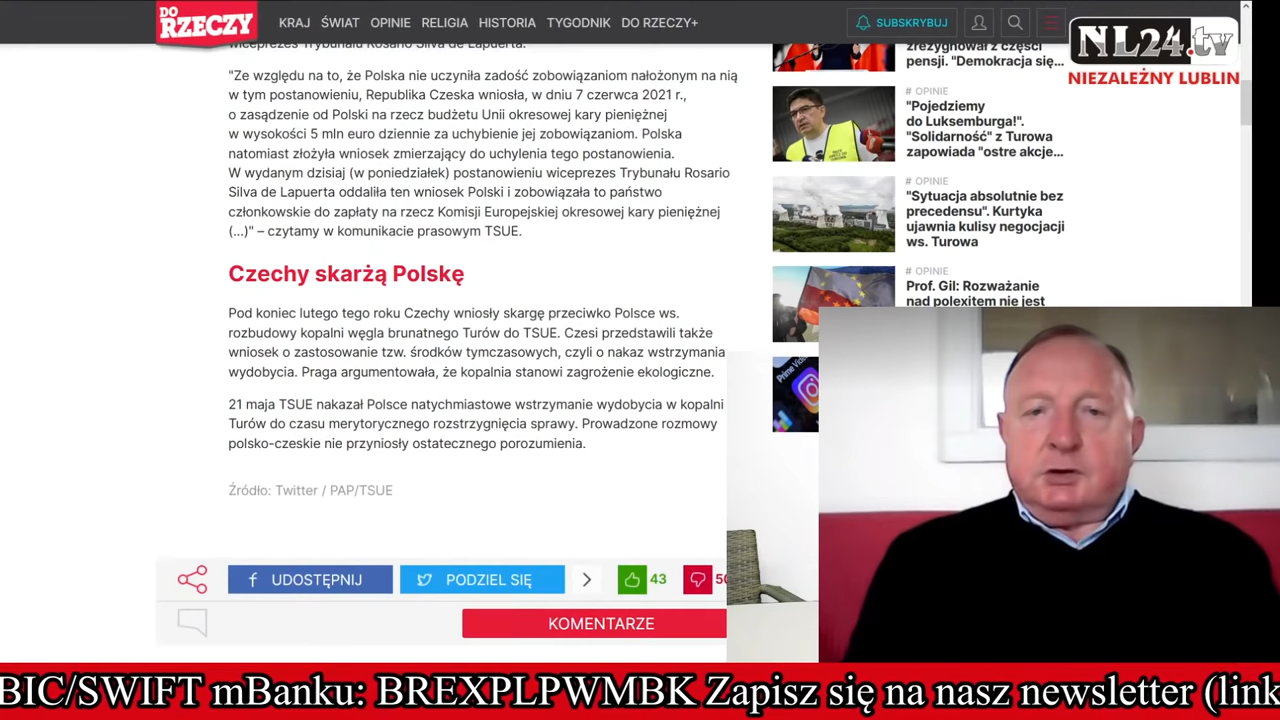 DO RZECZY
KRAJ ŚWIAT OPINIE RELIGIA HISTORIA TYGODNIK DO RZECZY+
SUBSKRYBUJ
NL24.tv
NIEZALEŻNY LUBLIN
wiceprezes Trybunału Rosario Silva de Lapuerta.
"Ze względu na to, że Polska nie uczyniła zadość zobowiązaniom nałożonym na nią
w tym postanowieniu, Republika Czeska wniosła, w dniu 7 czerwca 2021 r.,
o zasądzenie od Polski na rzecz budżetu Unii okresowej kary pieniężnej
w wysokości 5 mln euro dziennie za uchybienie jej zobowiązaniom. Polska
natomiast złożyła wniosek zmierzający do uchylenia tego postanowienia.
W wydanym dzisiaj (w poniedziałek) postanowieniu wiceprezes Trybunału Rosario
Silva de Lapuerta oddaliła ten wniosek Polski i zobowiązała to państwo
członkowskie do zapłaty na rzecz Komisji Europejskiej okresowej kary pieniężnej
(...)" – czytamy w komunikacie prasowym TSUE.
Czechy skarżą Polskę
Pod koniec lutego tego roku Czechy wniosły skargę przeciwko Polsce ws.
rozbudowy kopalni węgla brunatnego Turów do TSUE. Czesi przedstawili także
wniosek o zastosowanie tzw. środków tymczasowych, czyli o nakaz wstrzymania
wydobycia. Praga argumentowała, że kopalnia stanowi zagrożenie ekologiczne.
21 maja TSUE nakazał Polsce natychmiastowe wstrzymanie wydobycia w kopalni
Turów do czasu merytorycznego rozstrzygnięcia sprawy. Prowadzone rozmowy
polsko-czeskie nie przyniosły ostatecznego porozumienia.
Źródło: Twitter / PAP/TSUE
UDOSTĘPNIJ PODZIEL SIĘ 43
KOMENTARZE
zrezygnował z części
pensji. "Demokracja się...
# OPINIE
"Pojedziemy
do Luksemburga!".
"Solidarność" z Turowa
zapowiada "ostre akcje...
# OPINIE
"Sytuacja absolutnie bez
precedensu". Kurtyka
ujawnia kulisy negocjacji
ws. Turowa
# OPINIE
Prof. Gil: Rozważanie
nad polexitem nie jest
Prime Video
BIC/SWIFT mBanku: BREXPLPWMBK Zapisz się na nasz newsletter (link